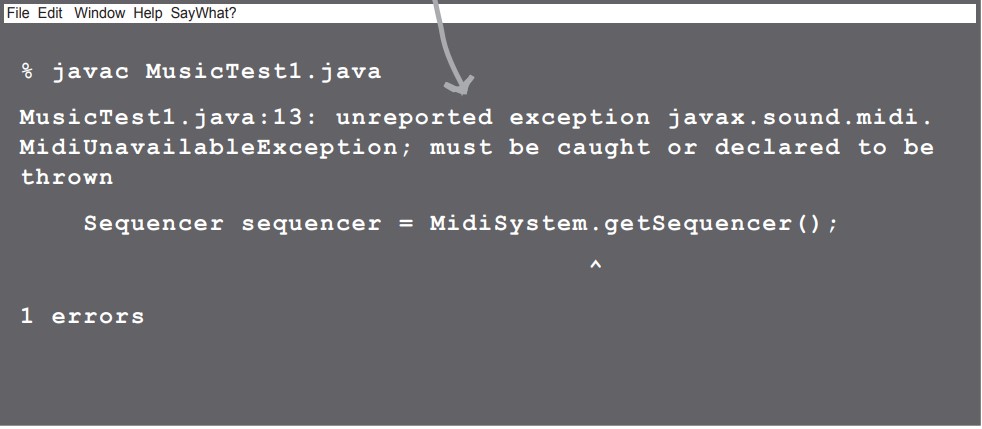 File Edit Window Help SayWhat?
% javac MusicTest1.java
MusicTest1.java:13: unreported exception javax.sound.midi.
MidiUnavailableException; must be caught or declared to be
thrown
Sequencer sequencer = MidiSystem.getSequencer();
^
1 errors